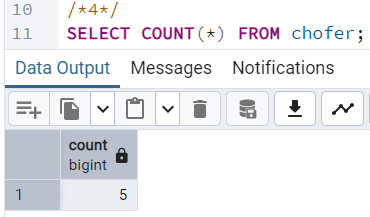 10 /*4*/
11 SELECT COUNT(*) FROM chofer;
Data Output Messages Notifications
count
bigint
1 5